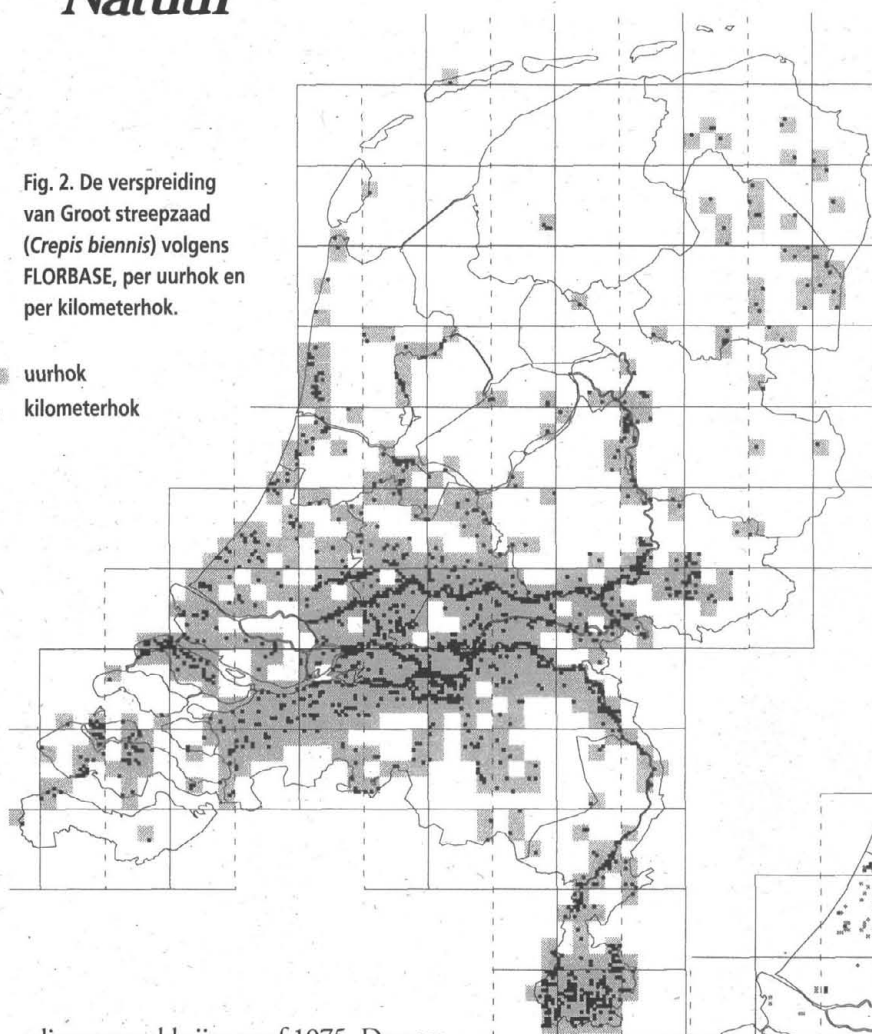 Natuur
Fig. 2. De verspreiding
van Groot streepzaad
(Crepis biennis) volgens
FLORBASE, per uurhok en
per kilometerhok.
uurhok
kilometerhok
1975. D